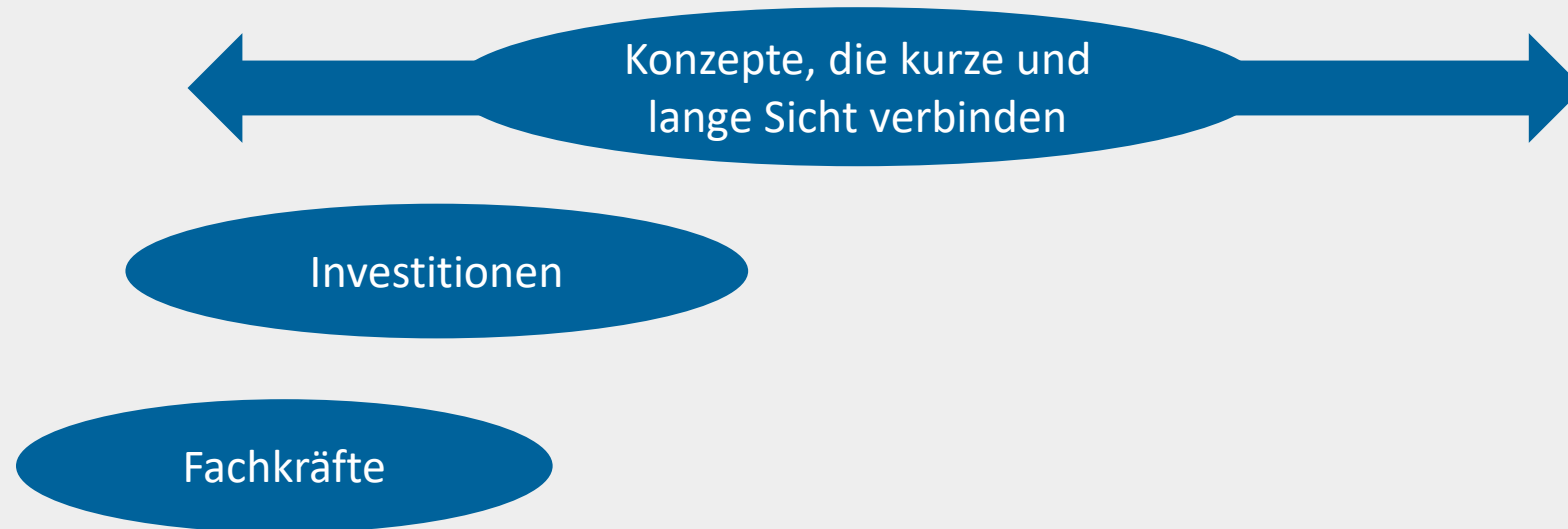 Konzepte, die kurze und
lange Sicht verbinden
Investitionen
Fachkräfte